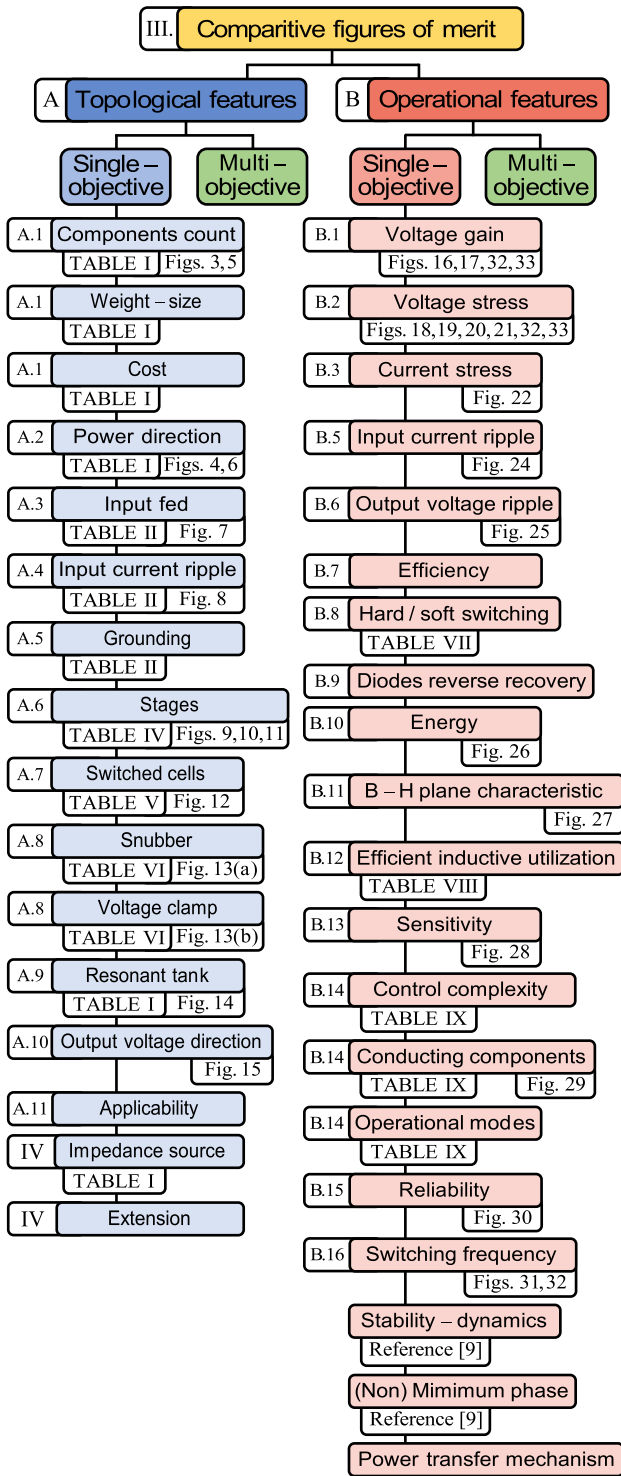 III. Comparitive figures of merit
A Topological features
B Operational features
Single –
objective
Multi –
objective
Single –
objective
Multi –
objective
A.1 Components count
TABLE I Figs. 3,5
A.1 Weight – size
TABLE I
A.1 Cost
TABLE I
A.2 Power direction
TABLE I Figs. 4,6
A.3 Input fed
TABLE II Fig. 7
A.4 Input current ripple
TABLE II Fig. 8
A.5 Grounding
TABLE II
A.6 Stages
TABLE IV Figs. 9,10,11
A.7 Switched cells
TABLE V Fig. 12
A.8 Snubber
TABLE VI Fig. 13(a)
A.8 Voltage clamp
TABLE VI Fig. 13(b)
A.9 Resonant tank
TABLE I Fig. 14
A.10 Output voltage direction
Fig. 15
A.11 Applicability
IV Impedance source
TABLE I
IV Extension
B.1 Voltage gain
Figs. 16,17,32,33
B.2 Voltage stress
Figs. 18,19,20,21,32,33
B.3 Current stress
Fig. 22
B.5 Input current ripple
Fig. 24
B.6 Output voltage ripple
Fig. 25
B.7 Efficiency
B.8 Hard / soft switching
TABLE VII
B.9 Diodes reverse recovery
B.10 Energy
Fig. 26
B.11 B – H plane characteristic
Fig. 27
B.12 Efficient inductive utilization
TABLE VIII
B.13 Sensitivity
Fig. 28
B.14 Control complexity
TABLE IX
B.14 Conducting components
TABLE IX Fig. 29
B.14 Operational modes
TABLE IX
B.15 Reliability
Fig. 30
B.16 Switching frequency
Figs. 31,32
Stability – dynamics
Reference [9]
(Non) Mimimum phase
Reference [9]
Power transfer mechanism